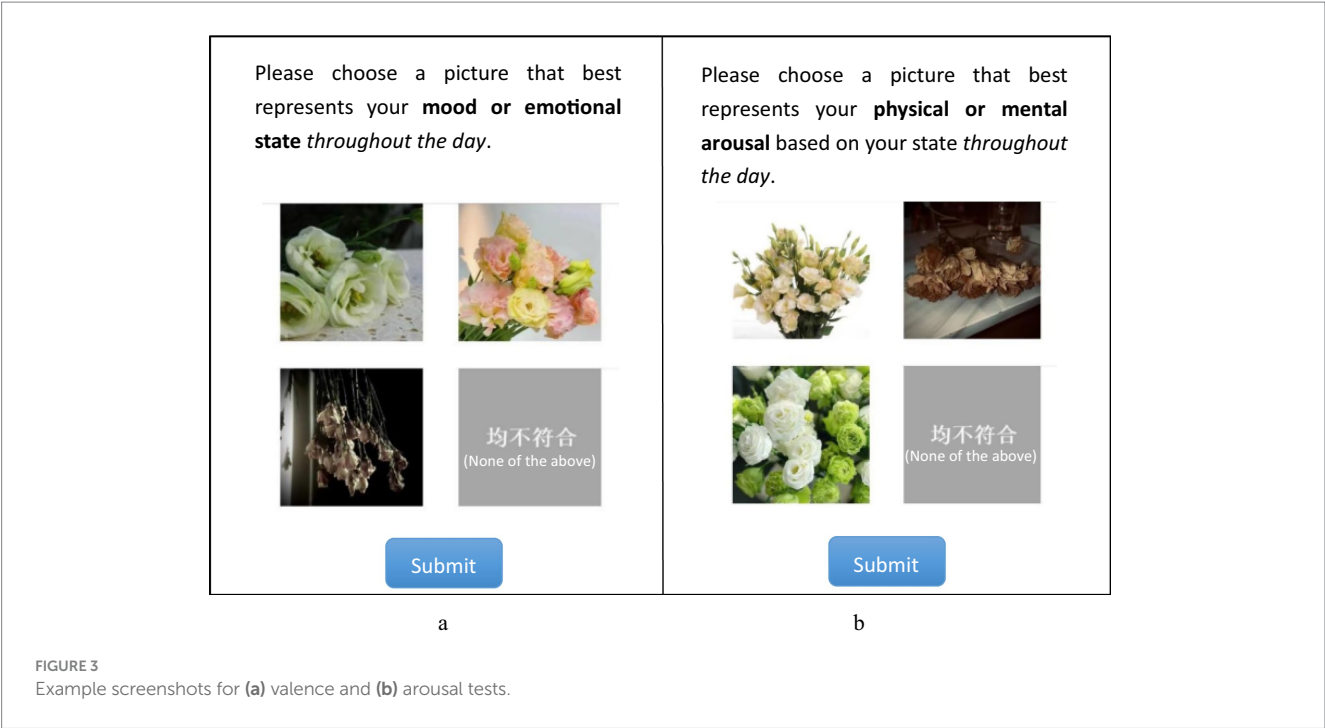 Please choose a picture that best
represents your mood or emotional
state throughout the day.
均不符合
(None of the above)
Submit
a
Please choose a picture that best
represents your physical or mental
arousal based on your state throughout
the day.
均不符合
(None of the above)
Submit
b
FIGURE 3
Example screenshots for (a) valence and (b) arousal tests.